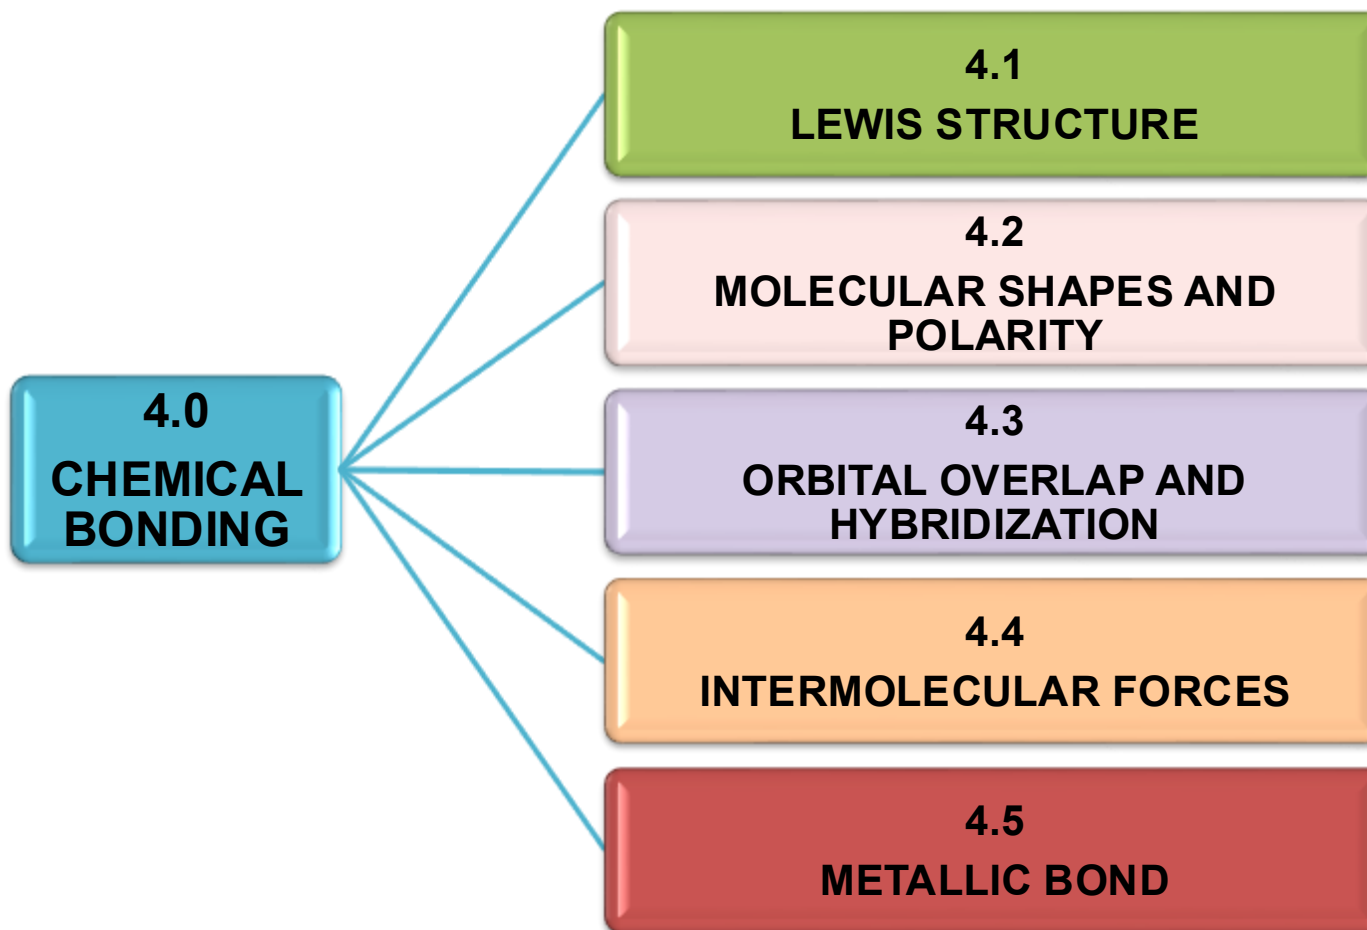 4.0
CHEMICAL
BONDING
4.1
LEWIS STRUCTURE
4.2
MOLECULAR SHAPES AND
POLARITY
4.3
ORBITAL OVERLAP AND
HYBRIDIZATION
4.4
INTERMOLECULAR FORCES
4.5
METALLIC BOND